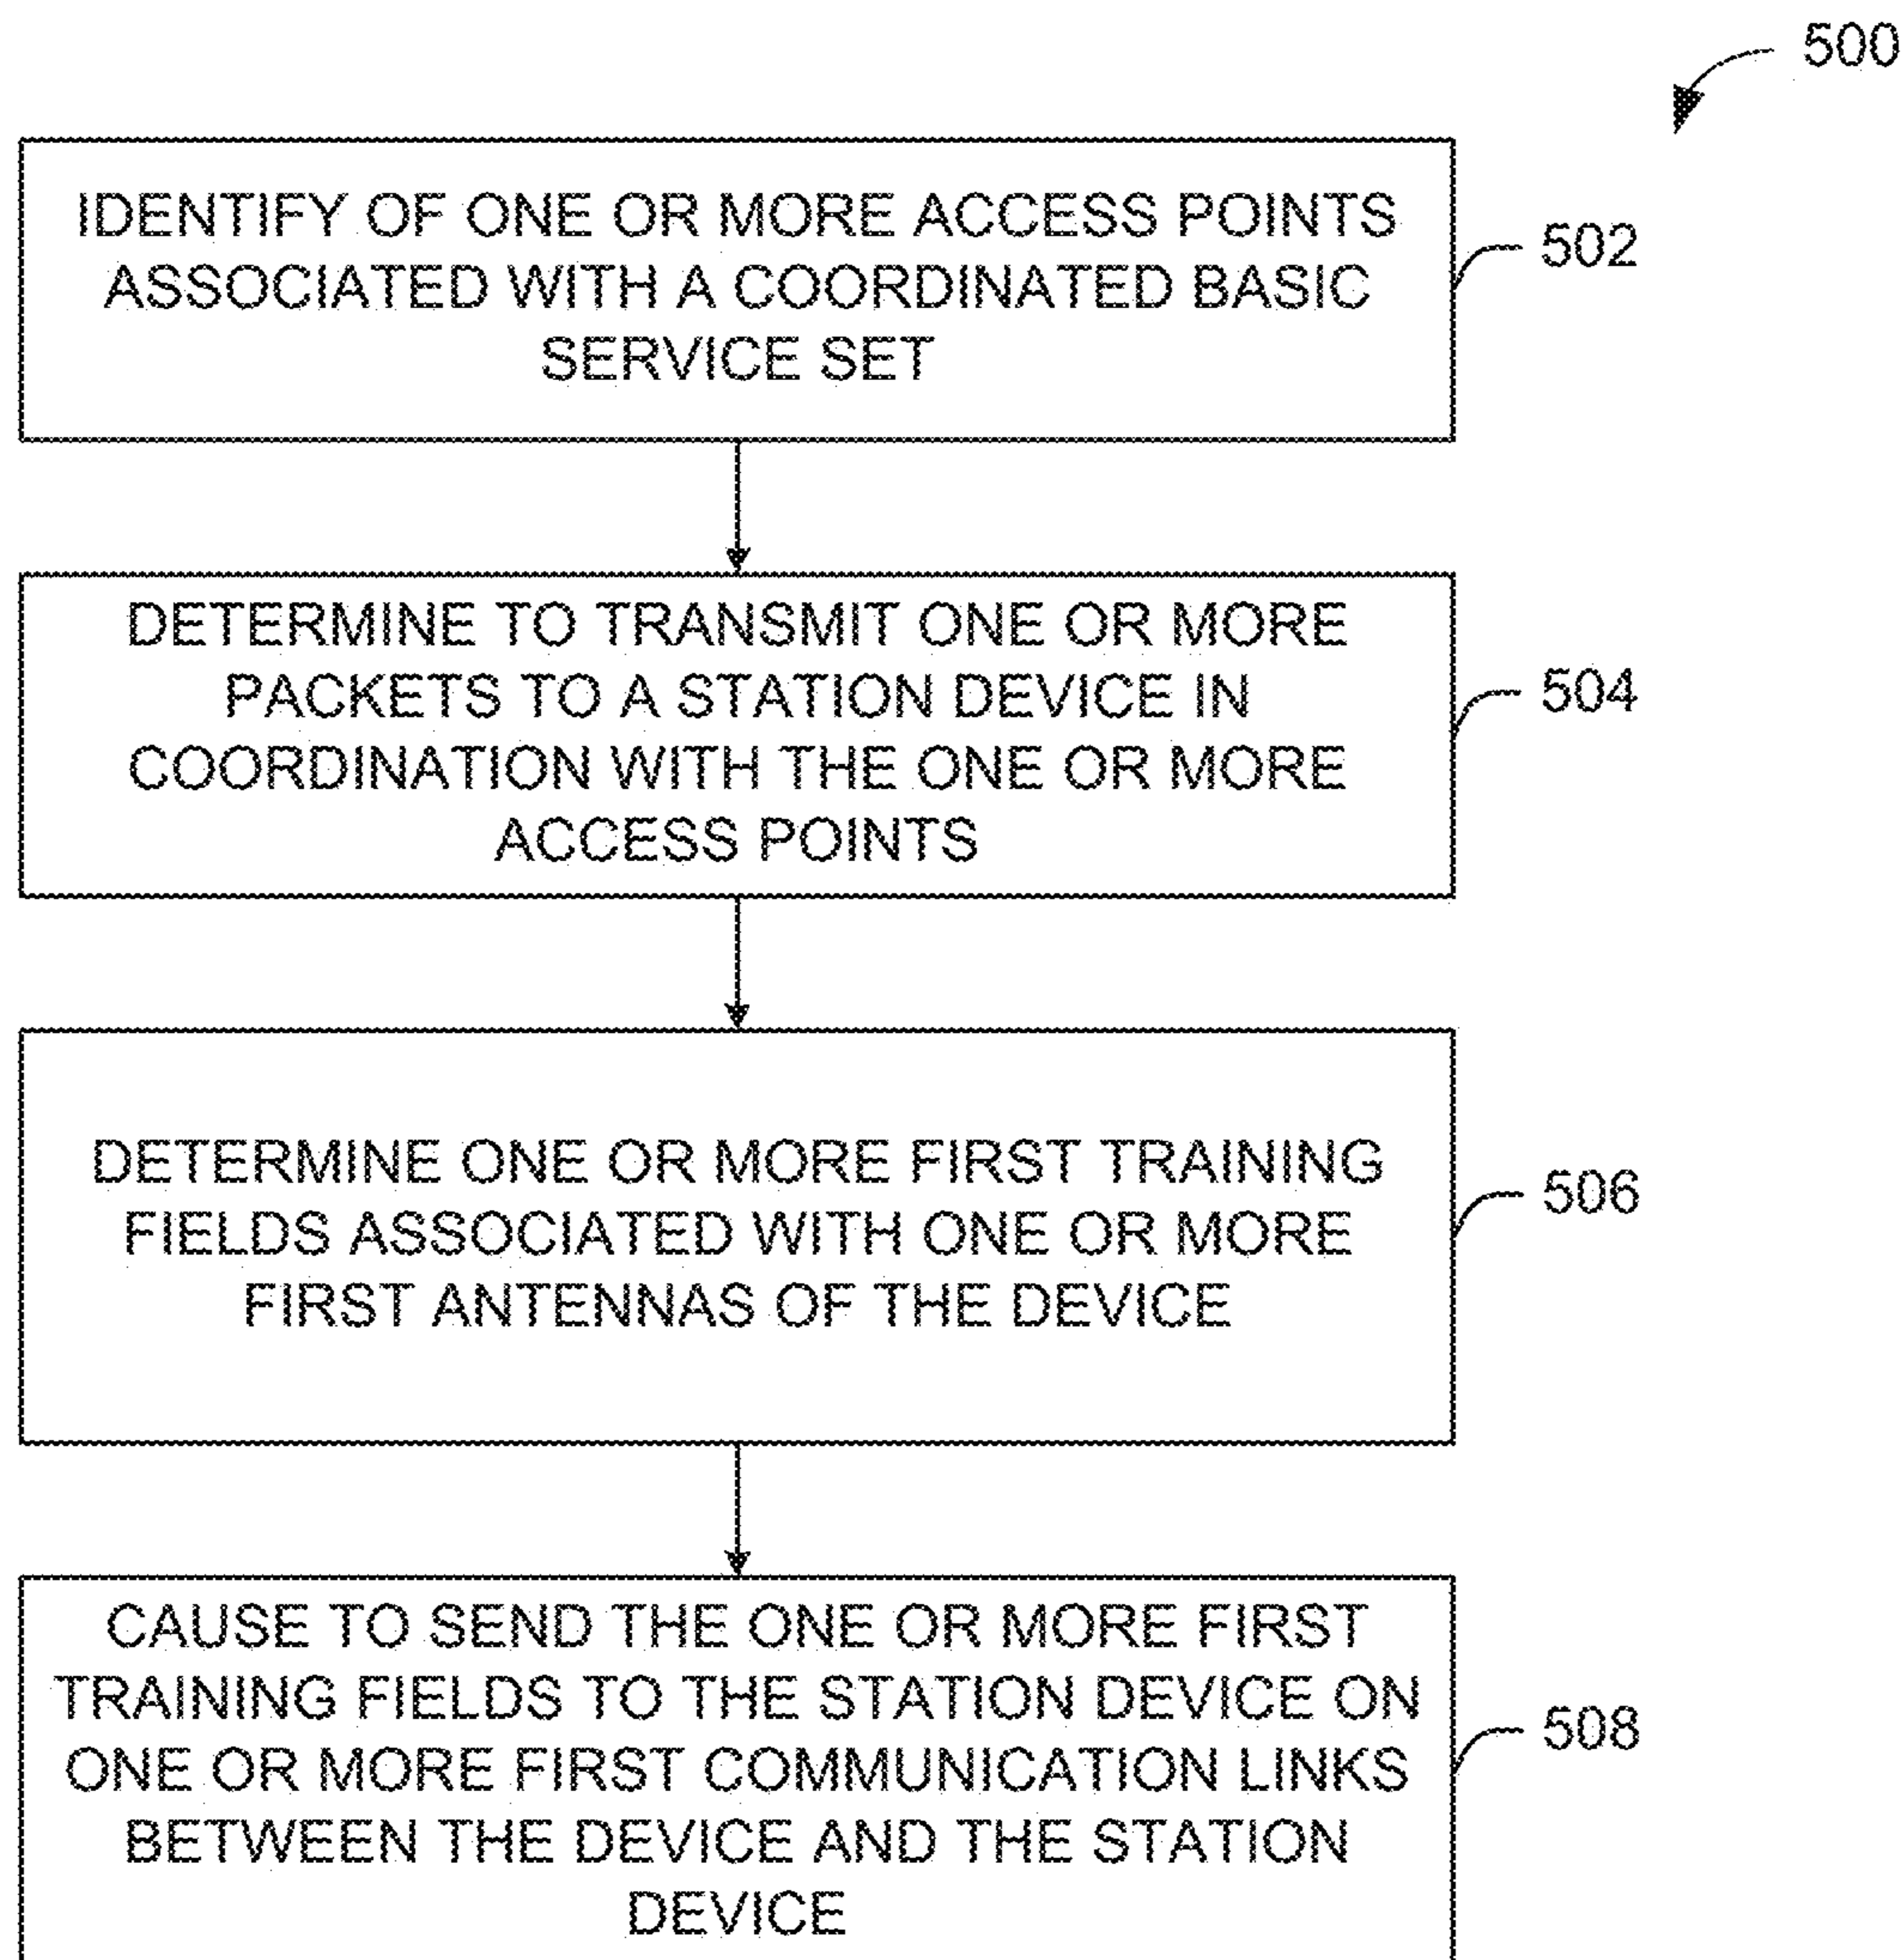 500
IDENTIFY OF ONE OR MORE ACCESS POINTS
ASSOCIATED WITH A COORDINATED BASIC
SERVICE SET
502
DETERMINE TO TRANSMIT ONE OR MORE
PACKETS TO A STATION DEVICE IN
COORDINATION WITH THE ONE OR MORE
ACCESS POINTS
504
DETERMINE ONE OR MORE FIRST TRAINING
FIELDS ASSOCIATED WITH ONE OR MORE
FIRST ANTENNAS OF THE DEVICE
506
CAUSE TO SEND THE ONE OR MORE FIRST
TRAINING FIELDS TO THE STATION DEVICE ON
ONE OR MORE FIRST COMMUNICATION LINKS
BETWEEN THE DEVICE AND THE STATION
DEVICE
508